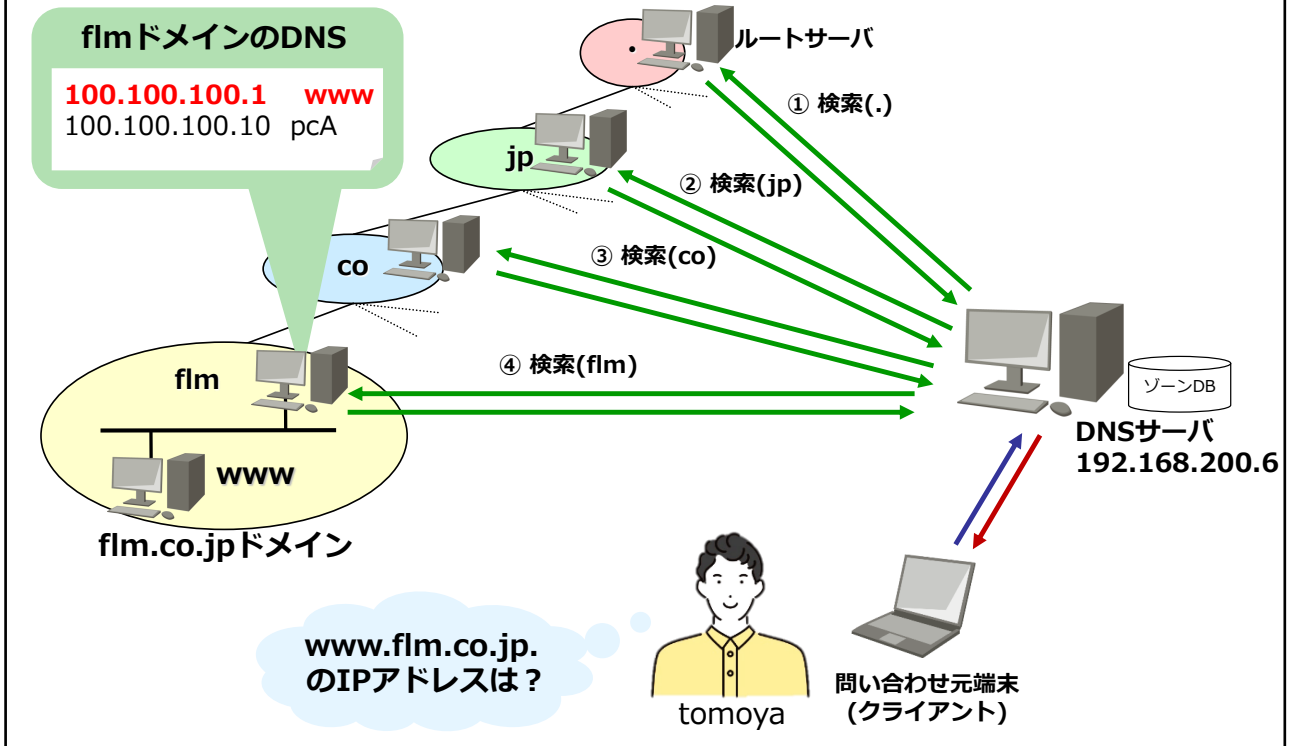 flmドメインのDNS
100.100.100.1 www
100.100.100.10 pcA
・
ルートサーバ
① 検索(.)
jp
② 検索(jp)
co
③ 検索(co)
flm
④ 検索(flm)
ゾーンDB
DNSサーバ
192.168.200.6
www
flm.co.jpドメイン
www.flm.co.jp.
のIPアドレスは？
tomoya
問い合わせ元端末
(クライアント)